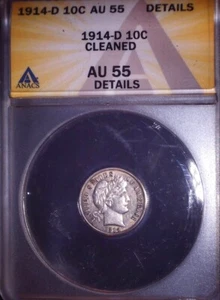 1914-D 10C AU 55 DETAILS
ANACS
1914-D 10C
CLEANED
AU 55
DETAILS